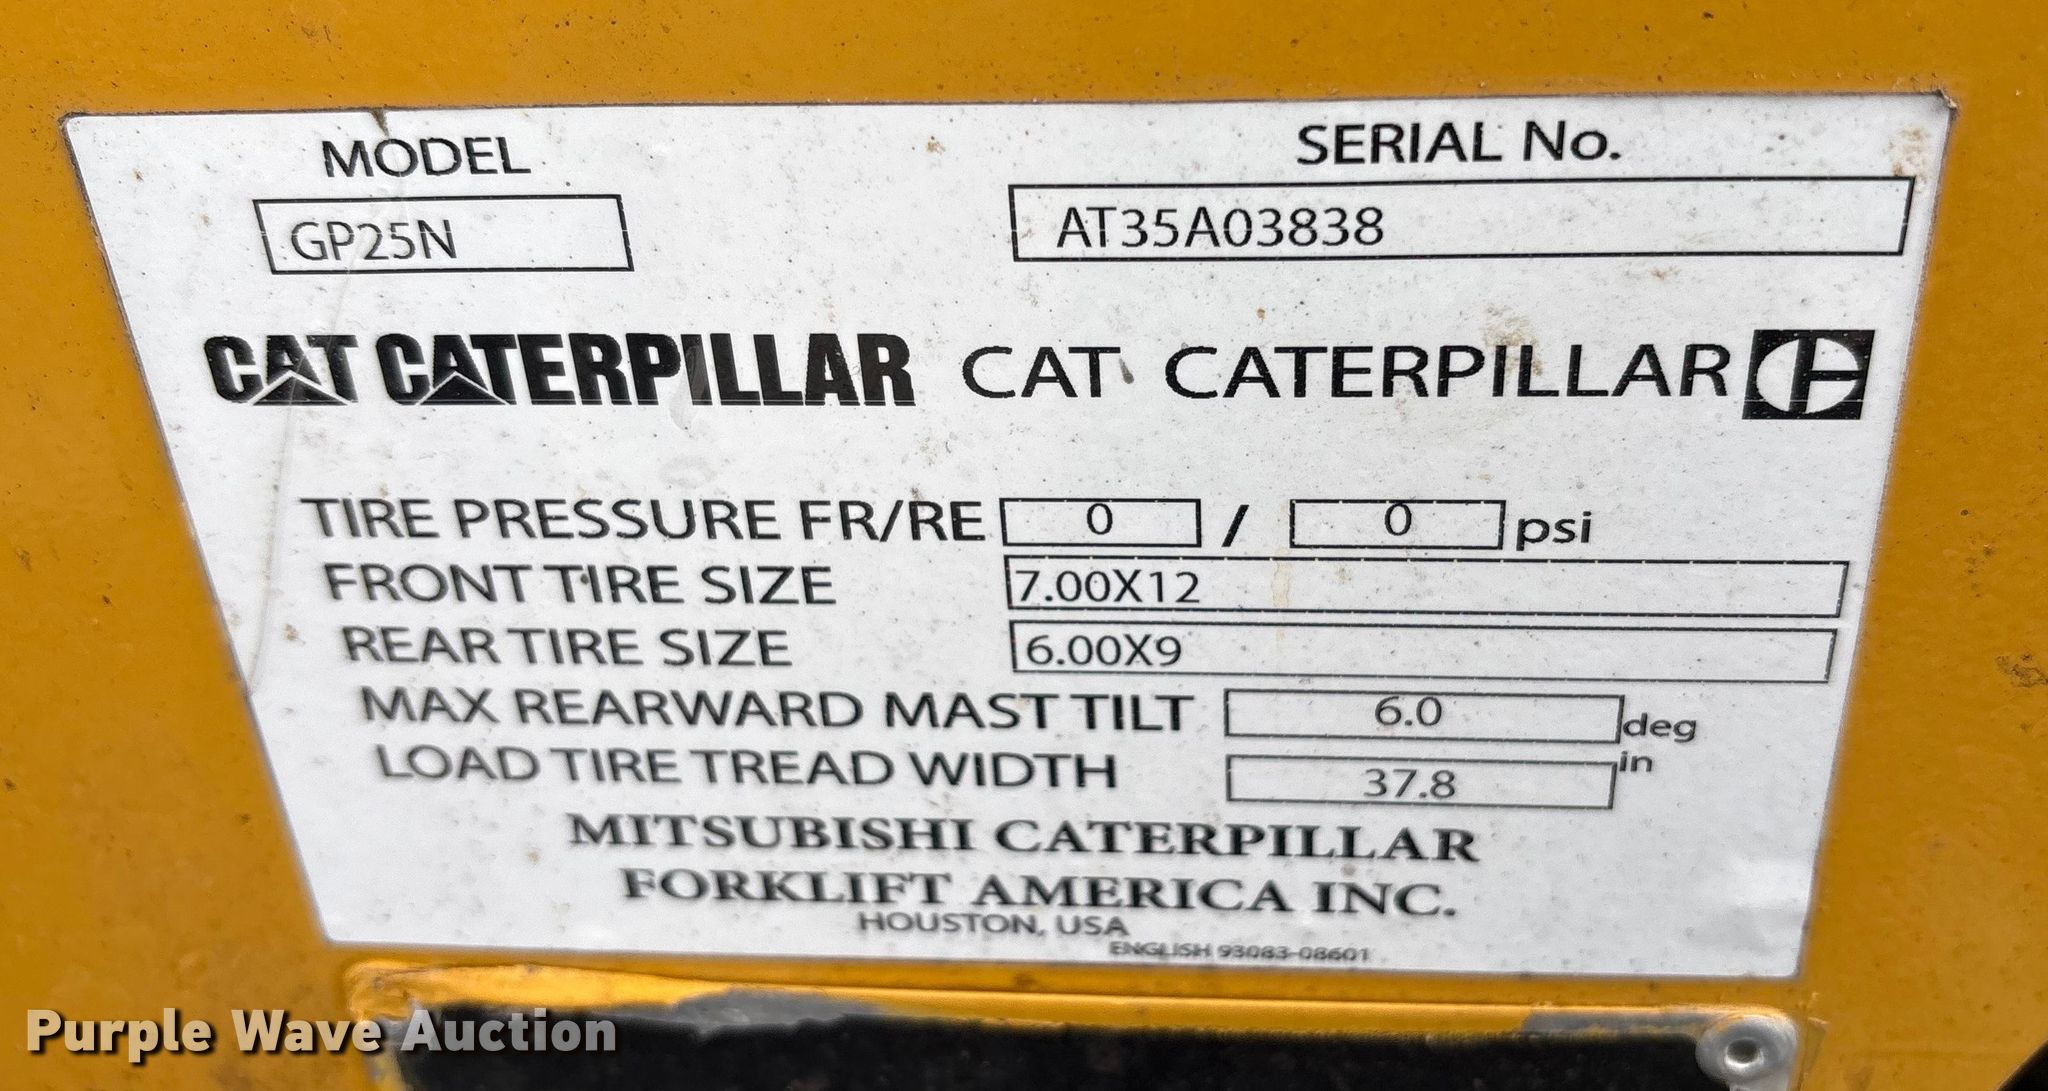 MODEL
SERIAL No.
GP25N
AT35A03838
CAT CATERPILLAR CAT CATERPILLAR
TIRE PRESSURE FR/RE 0 / 0 psi
FRONT TIRE SIZE 7.00X12
REAR TIRE SIZE 6.00X9
MAX REARWARD MAST TILT 6.0 deg
LOAD TIRE TREAD WIDTH 37.8 in
MITSUBISHI CATERPILLAR
FORKLIFT AMERICA INC.
HOUSTON, USA
ENGLISH 93083-08601
Purple Wave Auction